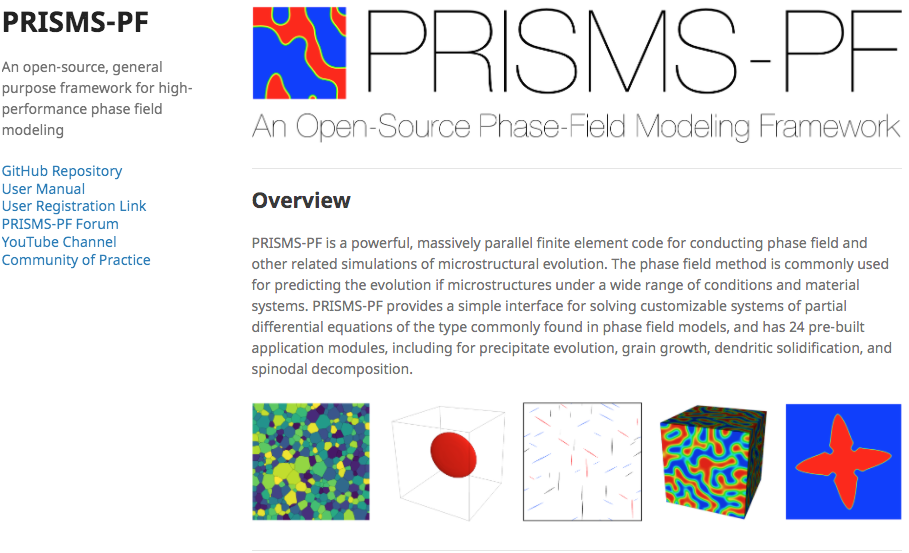 PRISMS-PF
An open-source, general
purpose framework for high-
performance phase field
modeling
GitHub Repository
User Manual
User Registration Link
PRISMS-PF Forum
YouTube Channel
Community of Practice
PRISMS-PF
An Open-Source Phase-Field Modeling Framework
Overview
PRISMS-PF is a powerful, massively parallel finite element code for conducting phase field and
other related simulations of microstructural evolution. The phase field method is commonly used
for predicting the evolution if microstructures under a wide range of conditions and material
systems. PRISMS-PF provides a simple interface for solving customizable systems of partial
differential equations of the type commonly found in phase field models, and has 24 pre-built
application modules, including for precipitate evolution, grain growth, dendritic solidification, and
spinodal decomposition.